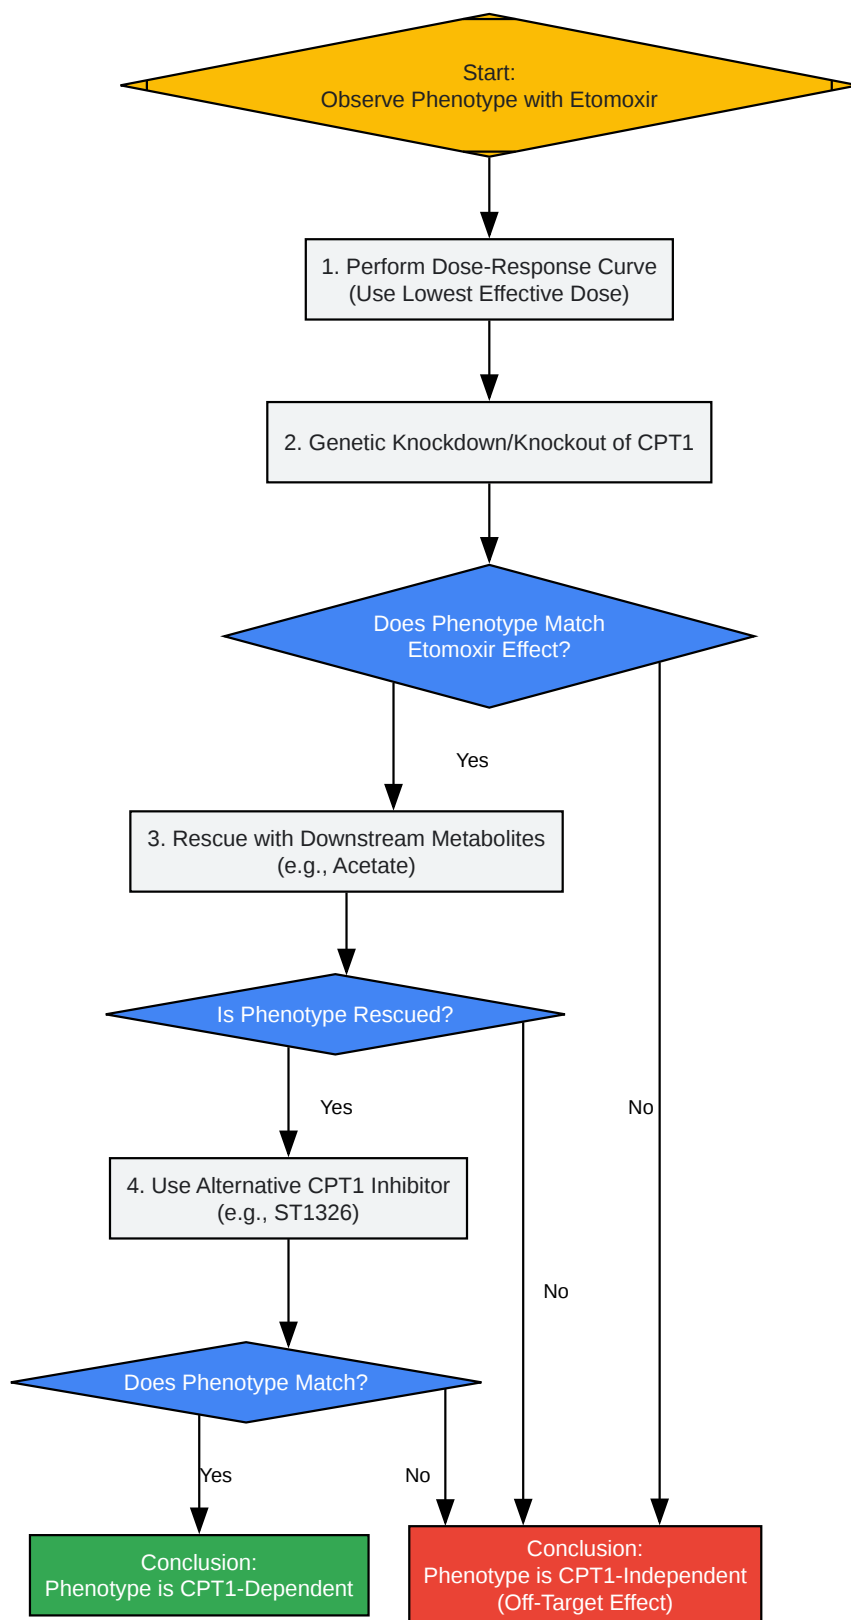 Start:
Observe Phenotype with Etomoxir
1. Perform Dose-Response Curve
(Use Lowest Effective Dose)
2. Genetic Knockdown/Knockout of CPT1
Does Phenotype Match
Etomoxir Effect?
Yes
3. Rescue with Downstream Metabolites
(e.g., Acetate)
Is Phenotype Rescued?
Yes
No
4. Use Alternative CPT1 Inhibitor
(e.g., ST1326)
No
Does Phenotype Match?
Yes
No
Conclusion:
Phenotype is CPT1-Dependent
Conclusion:
Phenotype is CPT1-Independent
(Off-Target Effect)